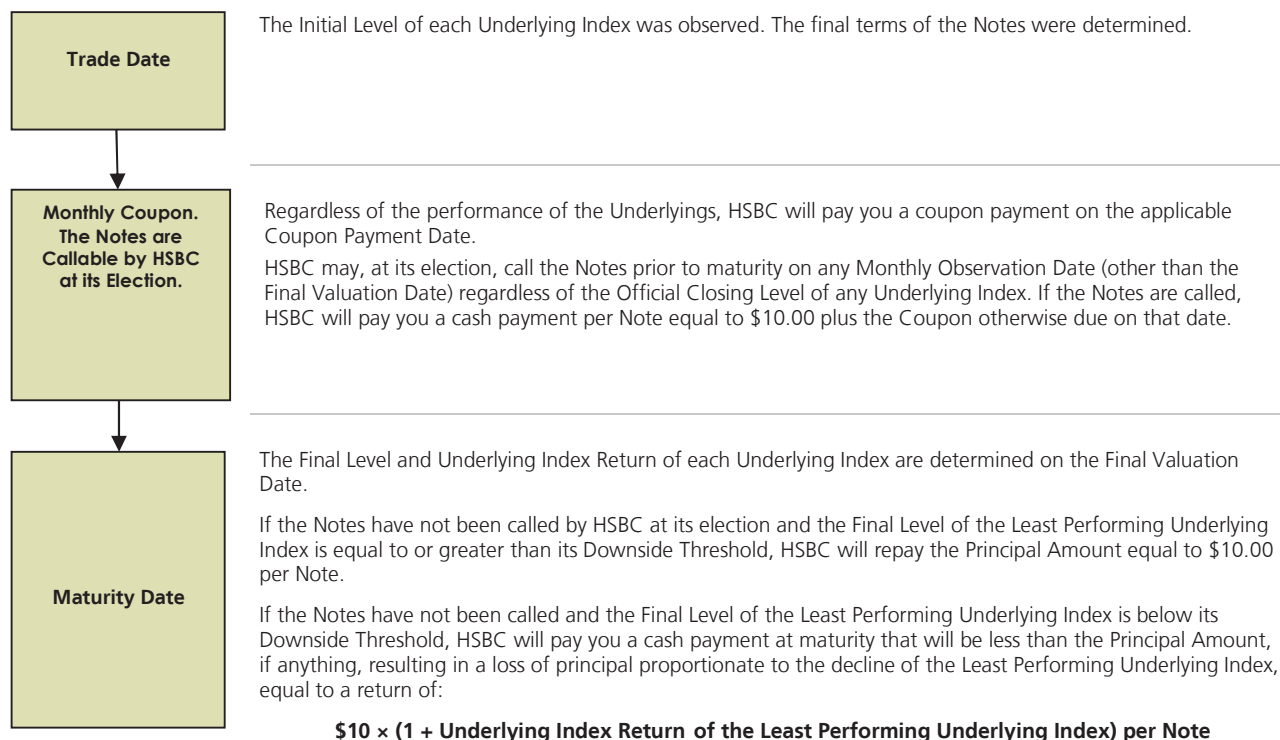 Trade Date
The Initial Level of each Underlying Index was observed. The final terms of the Notes were determined.
Monthly Coupon.
The Notes are
Callable by HSBC
at its Election.
Regardless of the performance of the Underlyings, HSBC will pay you a coupon payment on the applicable
Coupon Payment Date.
HSBC may, at its election, call the Notes prior to maturity on any Monthly Observation Date (other than the
Final Valuation Date) regardless of the Official Closing Level of any Underlying Index. If the Notes are called,
HSBC will pay you a cash payment per Note equal to $10.00 plus the Coupon otherwise due on that date.
Maturity Date
The Final Level and Underlying Index Return of each Underlying Index are determined on the Final Valuation
Date.
If the Notes have not been called by HSBC at its election and the Final Level of the Least Performing Underlying
Index is equal to or greater than its Downside Threshold, HSBC will repay the Principal Amount equal to $10.00
per Note.
If the Notes have not been called and the Final Level of the Least Performing Underlying Index is below its
Downside Threshold, HSBC will pay you a cash payment at maturity that will be less than the Principal Amount,
if anything, resulting in a loss of principal proportionate to the decline of the Least Performing Underlying Index,
equal to a return of:
$10 × (1 + Underlying Index Return of the Least Performing Underlying Index) per Note